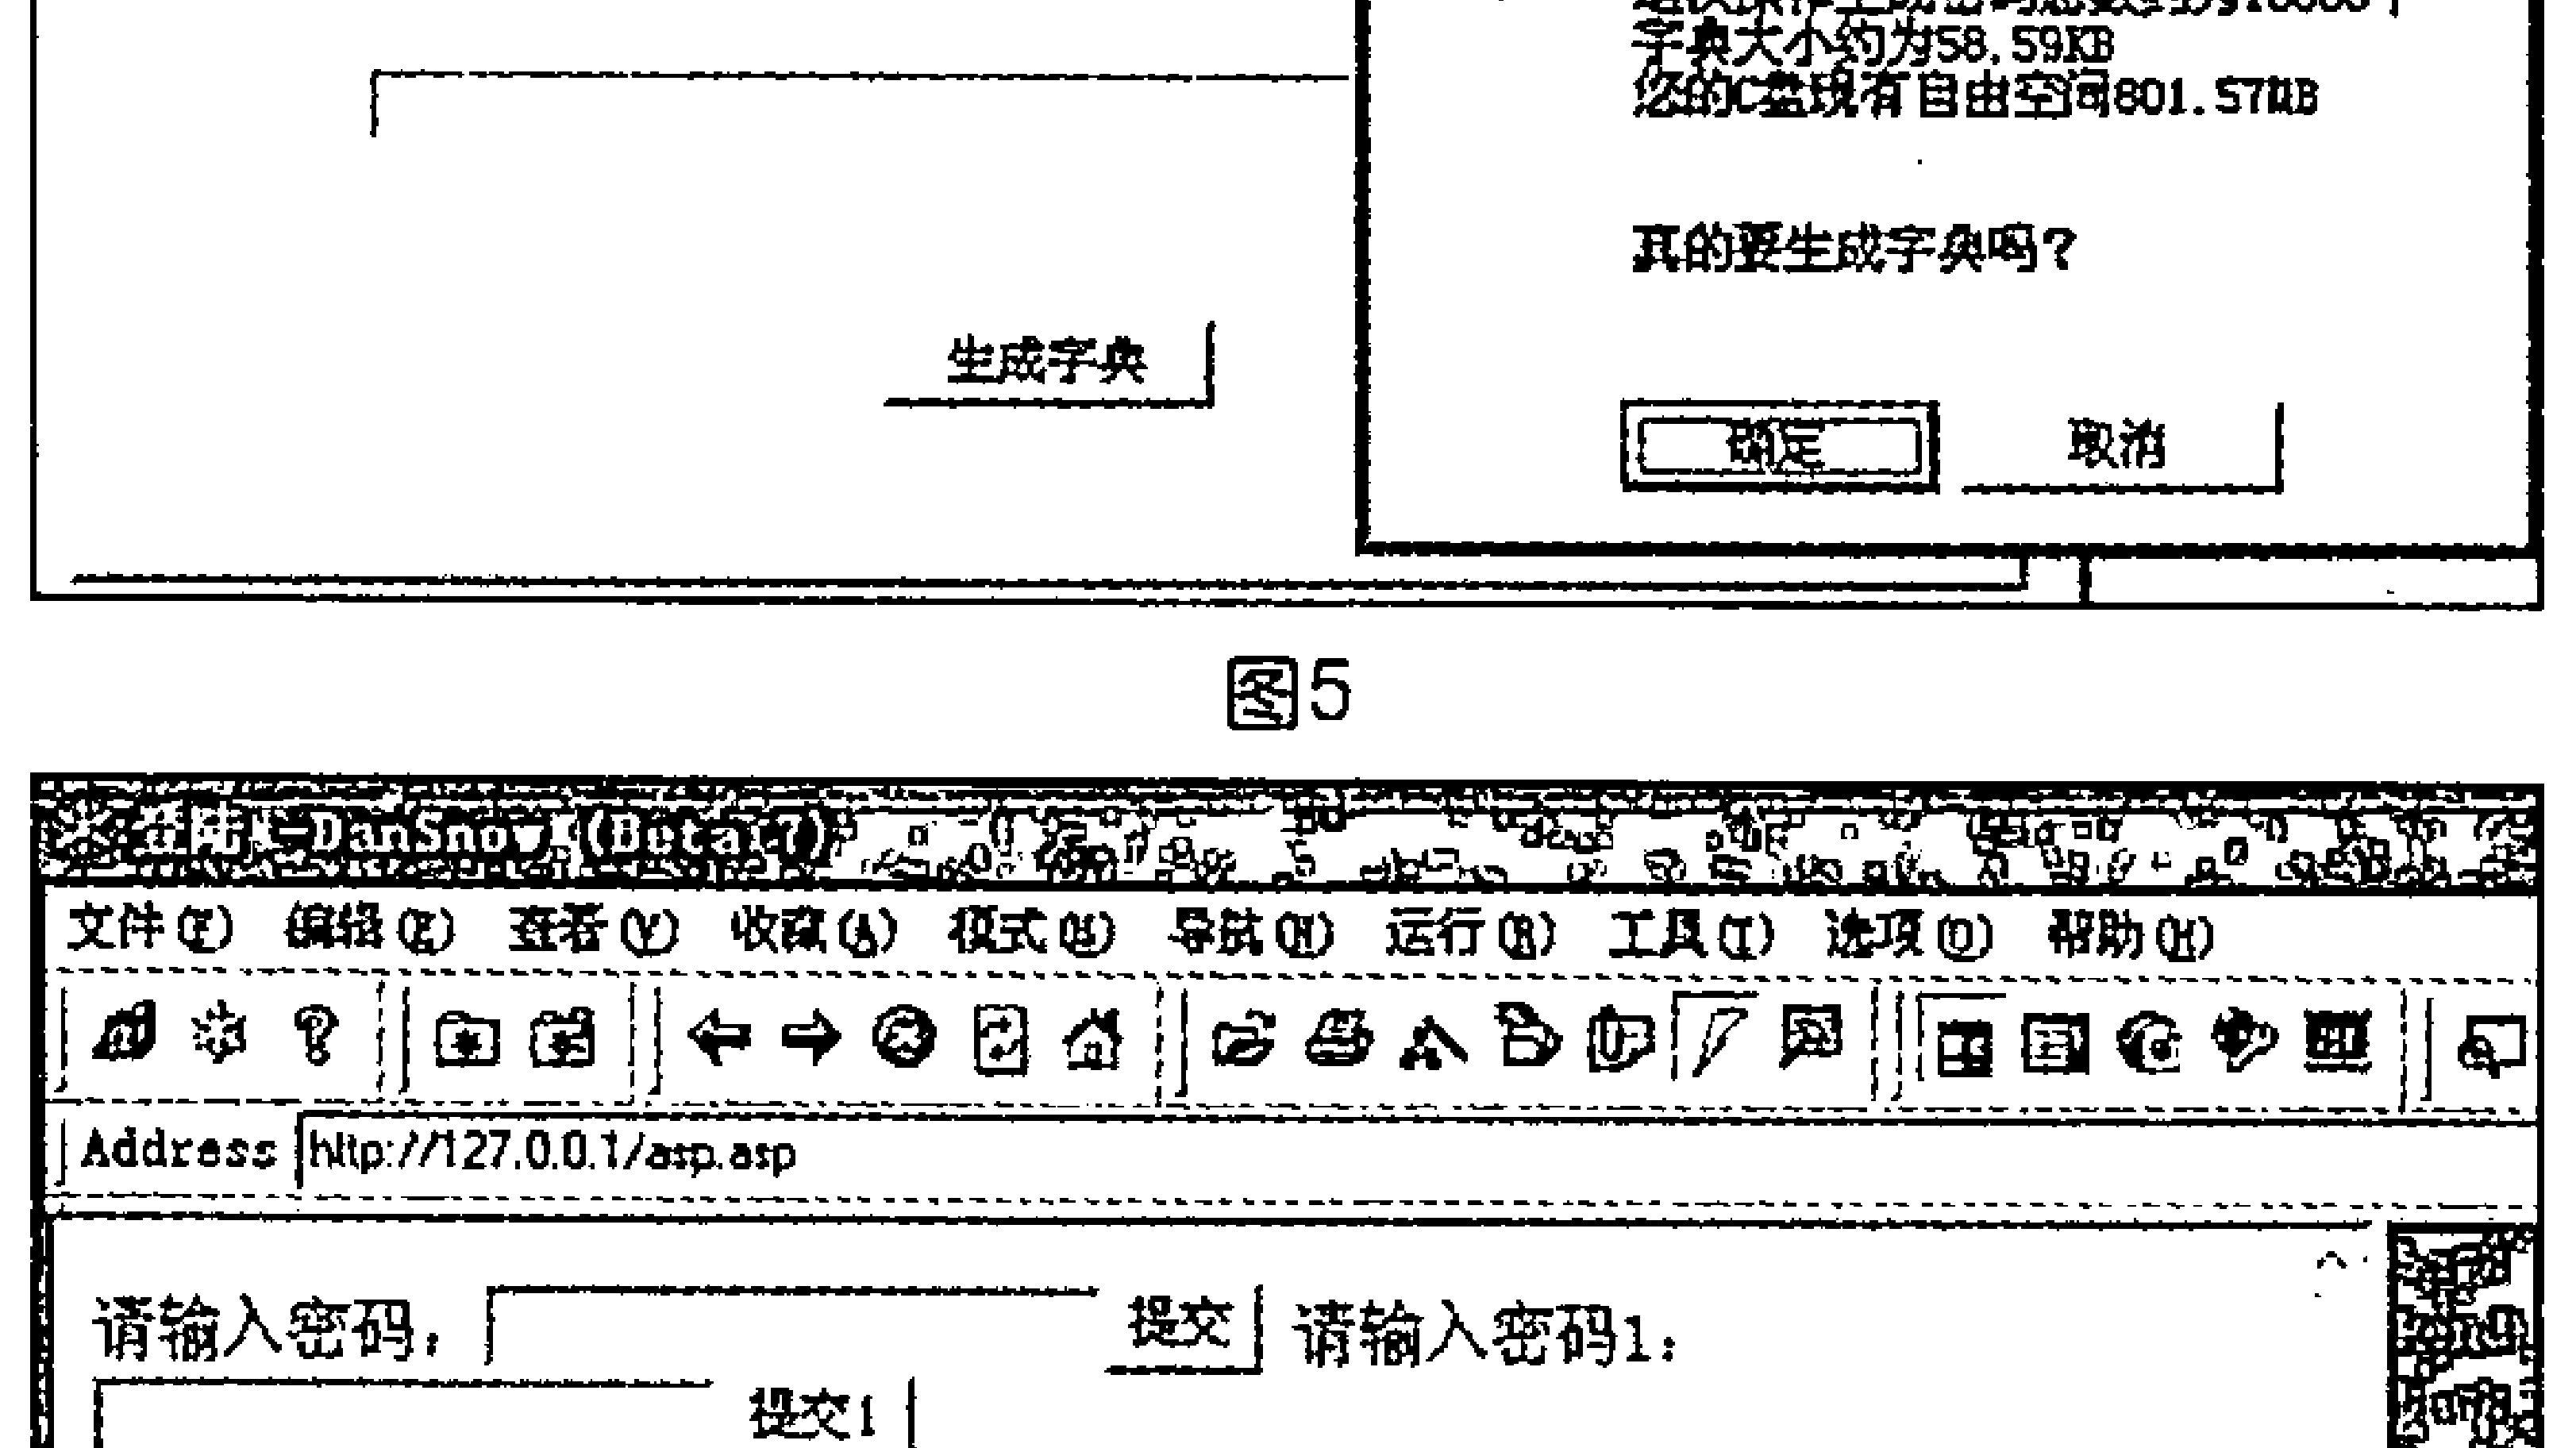 字典大小约为58.59KB
您的C盘现有自由空间801.57MB
真的要生成字典吗?
生成字典
确定 取消
图5
DanSnow (Beta
文件(F) 编辑(E) 查看(V) 收藏(A) 模式(M) 导航(N) 运行(R) 工具(T) 选项(O) 帮助(H)
Address http://127.0.0.1/asp.asp
请输入密码: 提交 请输入密码1:
提交1